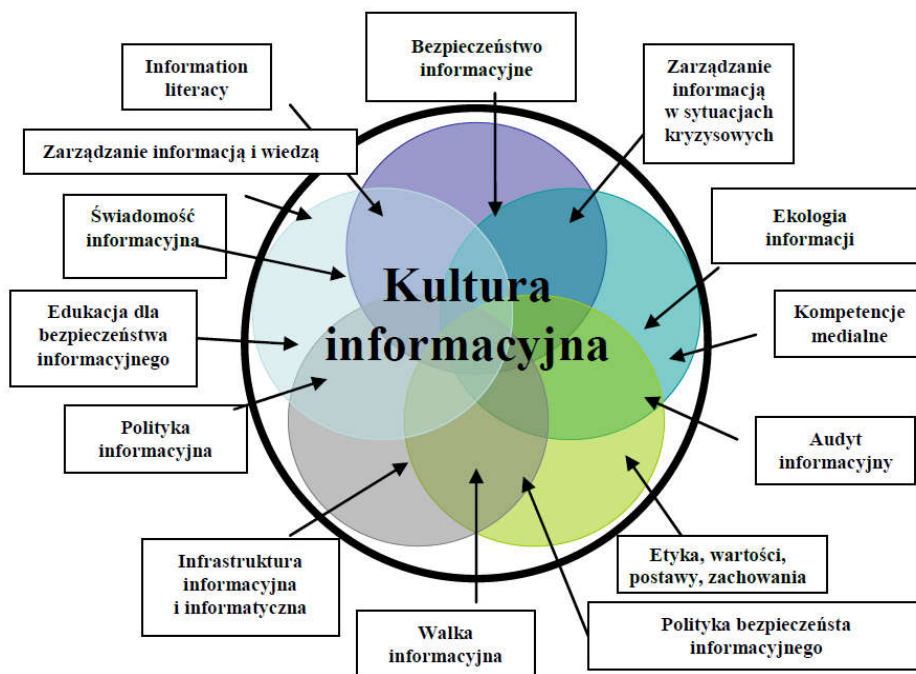 Bezpieczeństwo
informacyjne
Information
literacy
Zarządzanie
informacją
w sytuacjach
kryzysowych
Zarządzanie informacją i wiedzą
Świadomość
informacyjna
Ekologia
informacji
Kultura
informacyjna
Edukacja dla
bezpieczeństwa
informacyjnego
Kompetencje
medialne
Polityka
informacyjna
Audyt
informacyjny
Infrastruktura
informacyjna
i informatyczna
Etyka, wartości,
postawy, zachowania
Walka
informacyjna
Polityka bezpieczeństa
informacyjnego